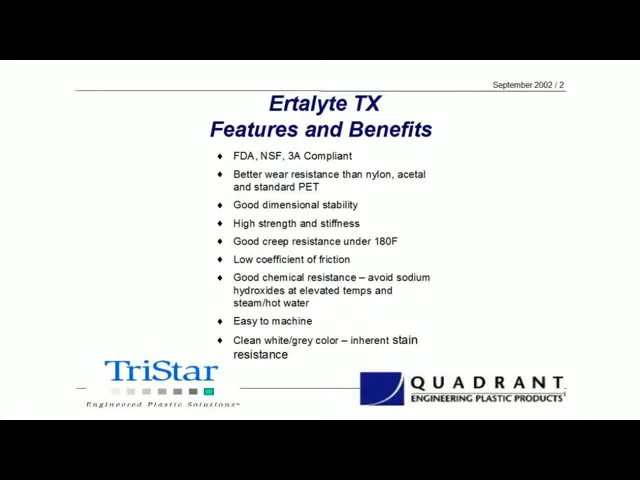 September 2002 / 2
Ertalyte TX
Features and Benefits
♦ FDA, NSF, 3A Compliant
♦ Better wear resistance than nylon, acetal
and standard PET
♦ Good dimensional stability
♦ High strength and stiffness
♦ Good creep resistance under 180F
♦ Low coefficient of friction
♦ Good chemical resistance – avoid sodium
hydroxides at elevated temps and
steam/hot water
♦ Easy to machine
♦ Clean white/grey color – inherent stain
resistance
TriStar
Engineered Plastic Solutions™
QUADRANT
ENGINEERING PLASTIC PRODUCTS